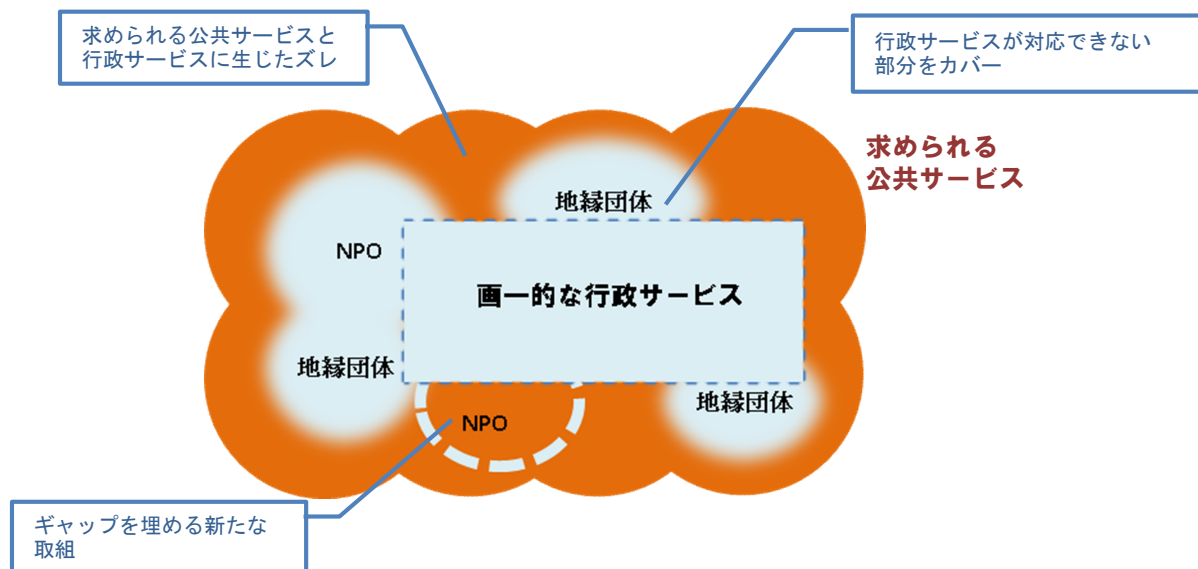 求められる公共サービスと
行政サービスに生じたズレ
行政サービスが対応できない
部分をカバー
求められる
公共サービス
地縁団体
NPO
画一的な行政サービス
地縁団体
地縁団体
NPO
ギャップを埋める新たな
取組